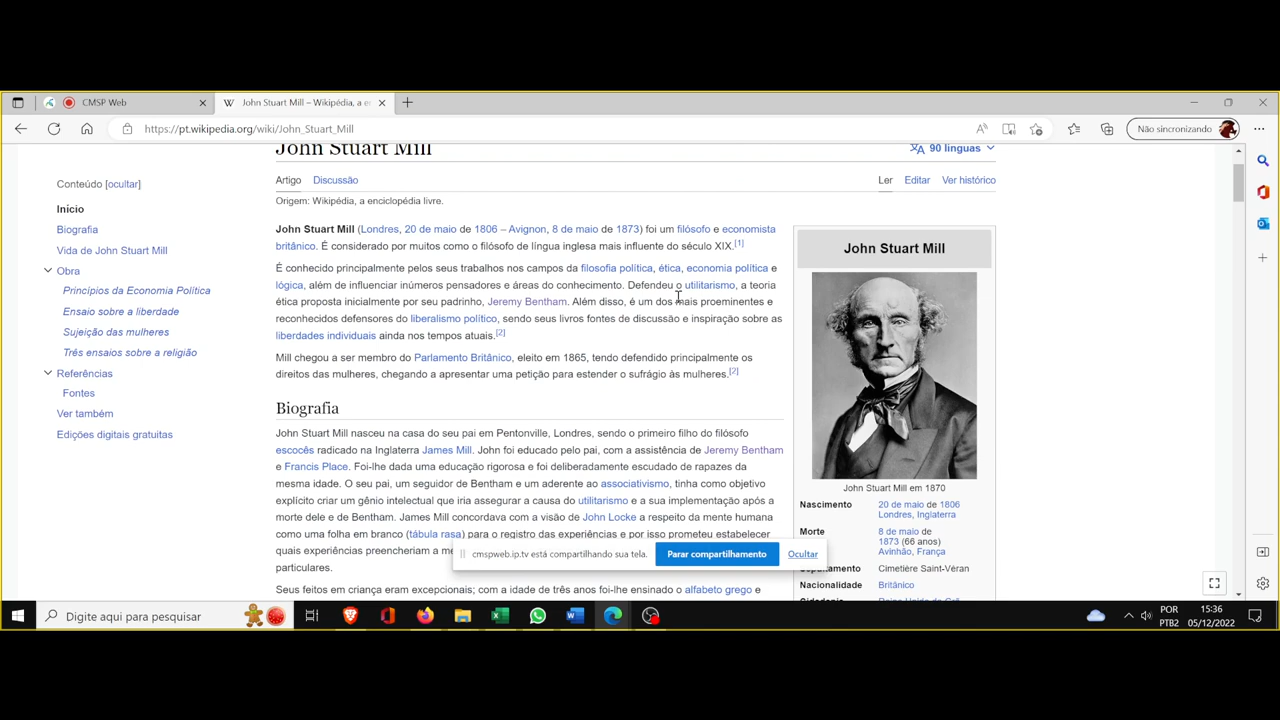 CMSP Web
John Stuart Mill – Wikipédia, a en
https://pt.wikipedia.org/wiki/John_Stuart_Mill
Não sincronizando
John Stuart Mill
90 línguas
Artigo Discussão Ler Editar Ver histórico
Origem: Wikipédia, a enciclopédia livre.
Conteúdo [ocultar]
Início
Biografia
Vida de John Stuart Mill
Obra
Princípios da Economia Política
Ensaio sobre a liberdade
Sujeição das mulheres
Três ensaios sobre a religião
Referências
Fontes
Ver também
Edições digitais gratuitas
John Stuart Mill (Londres, 20 de maio de 1806 – Avignon, 8 de maio de 1873) foi um filósofo e economista
britânico. É considerado por muitos como o filósofo de língua inglesa mais influente do século XIX.[1]
É conhecido principalmente pelos seus trabalhos nos campos da filosofia política, ética, economia política e
lógica, além de influenciar inúmeros pensadores e áreas do conhecimento. Defendeu o utilitarismo, a teoria
ética proposta inicialmente por seu padrinho, Jeremy Bentham. Além disso, é um dos mais proeminentes e
reconhecidos defensores do liberalismo político, sendo seus livros fontes de discussão e inspiração sobre as
liberdades individuais ainda nos tempos atuais.[2]
Mill chegou a ser membro do Parlamento Britânico, eleito em 1865, tendo defendido principalmente os
direitos das mulheres, chegando a apresentar uma petição para estender o sufrágio às mulheres.[2]
Biografia
John Stuart Mill nasceu na casa do seu pai em Pentonville, Londres, sendo o primeiro filho do filósofo
escocês radicado na Inglaterra James Mill. John foi educado pelo pai, com a assistência de Jeremy Bentham
e Francis Place. Foi-lhe dada uma educação rigorosa e foi deliberadamente escudado de rapazes da
mesma idade. O seu pai, um seguidor de Bentham e um aderente ao associativismo, tinha como objetivo
explícito criar um gênio intelectual que iria assegurar a causa do utilitarismo e a sua implementação após a
morte dele e de Bentham. James Mill concordava com a visão de John Locke a respeito da mente humana
como uma folha em branco (tábula rasa) para o registro das experiências e por isso prometeu estabelecer
quais experiências preencheriam a
particulares.
Seus feitos em criança eram excepcionais; com a idade de três anos foi-lhe ensinado o alfabeto grego e
John Stuart Mill
John Stuart Mill em 1870
Nascimento 20 de maio de 1806
Londres, Inglaterra
Morte 8 de maio de
1873 (66 anos)
Avinhão, França
Sepultamento Cimetière Saint-Véran
Nacionalidade Britânico
cmspweb.ip.tv está compartilhando sua tela. Parar compartilhamento Ocultar
Digite aqui para pesquisar
POR
PTB2
15:36
05/12/2022